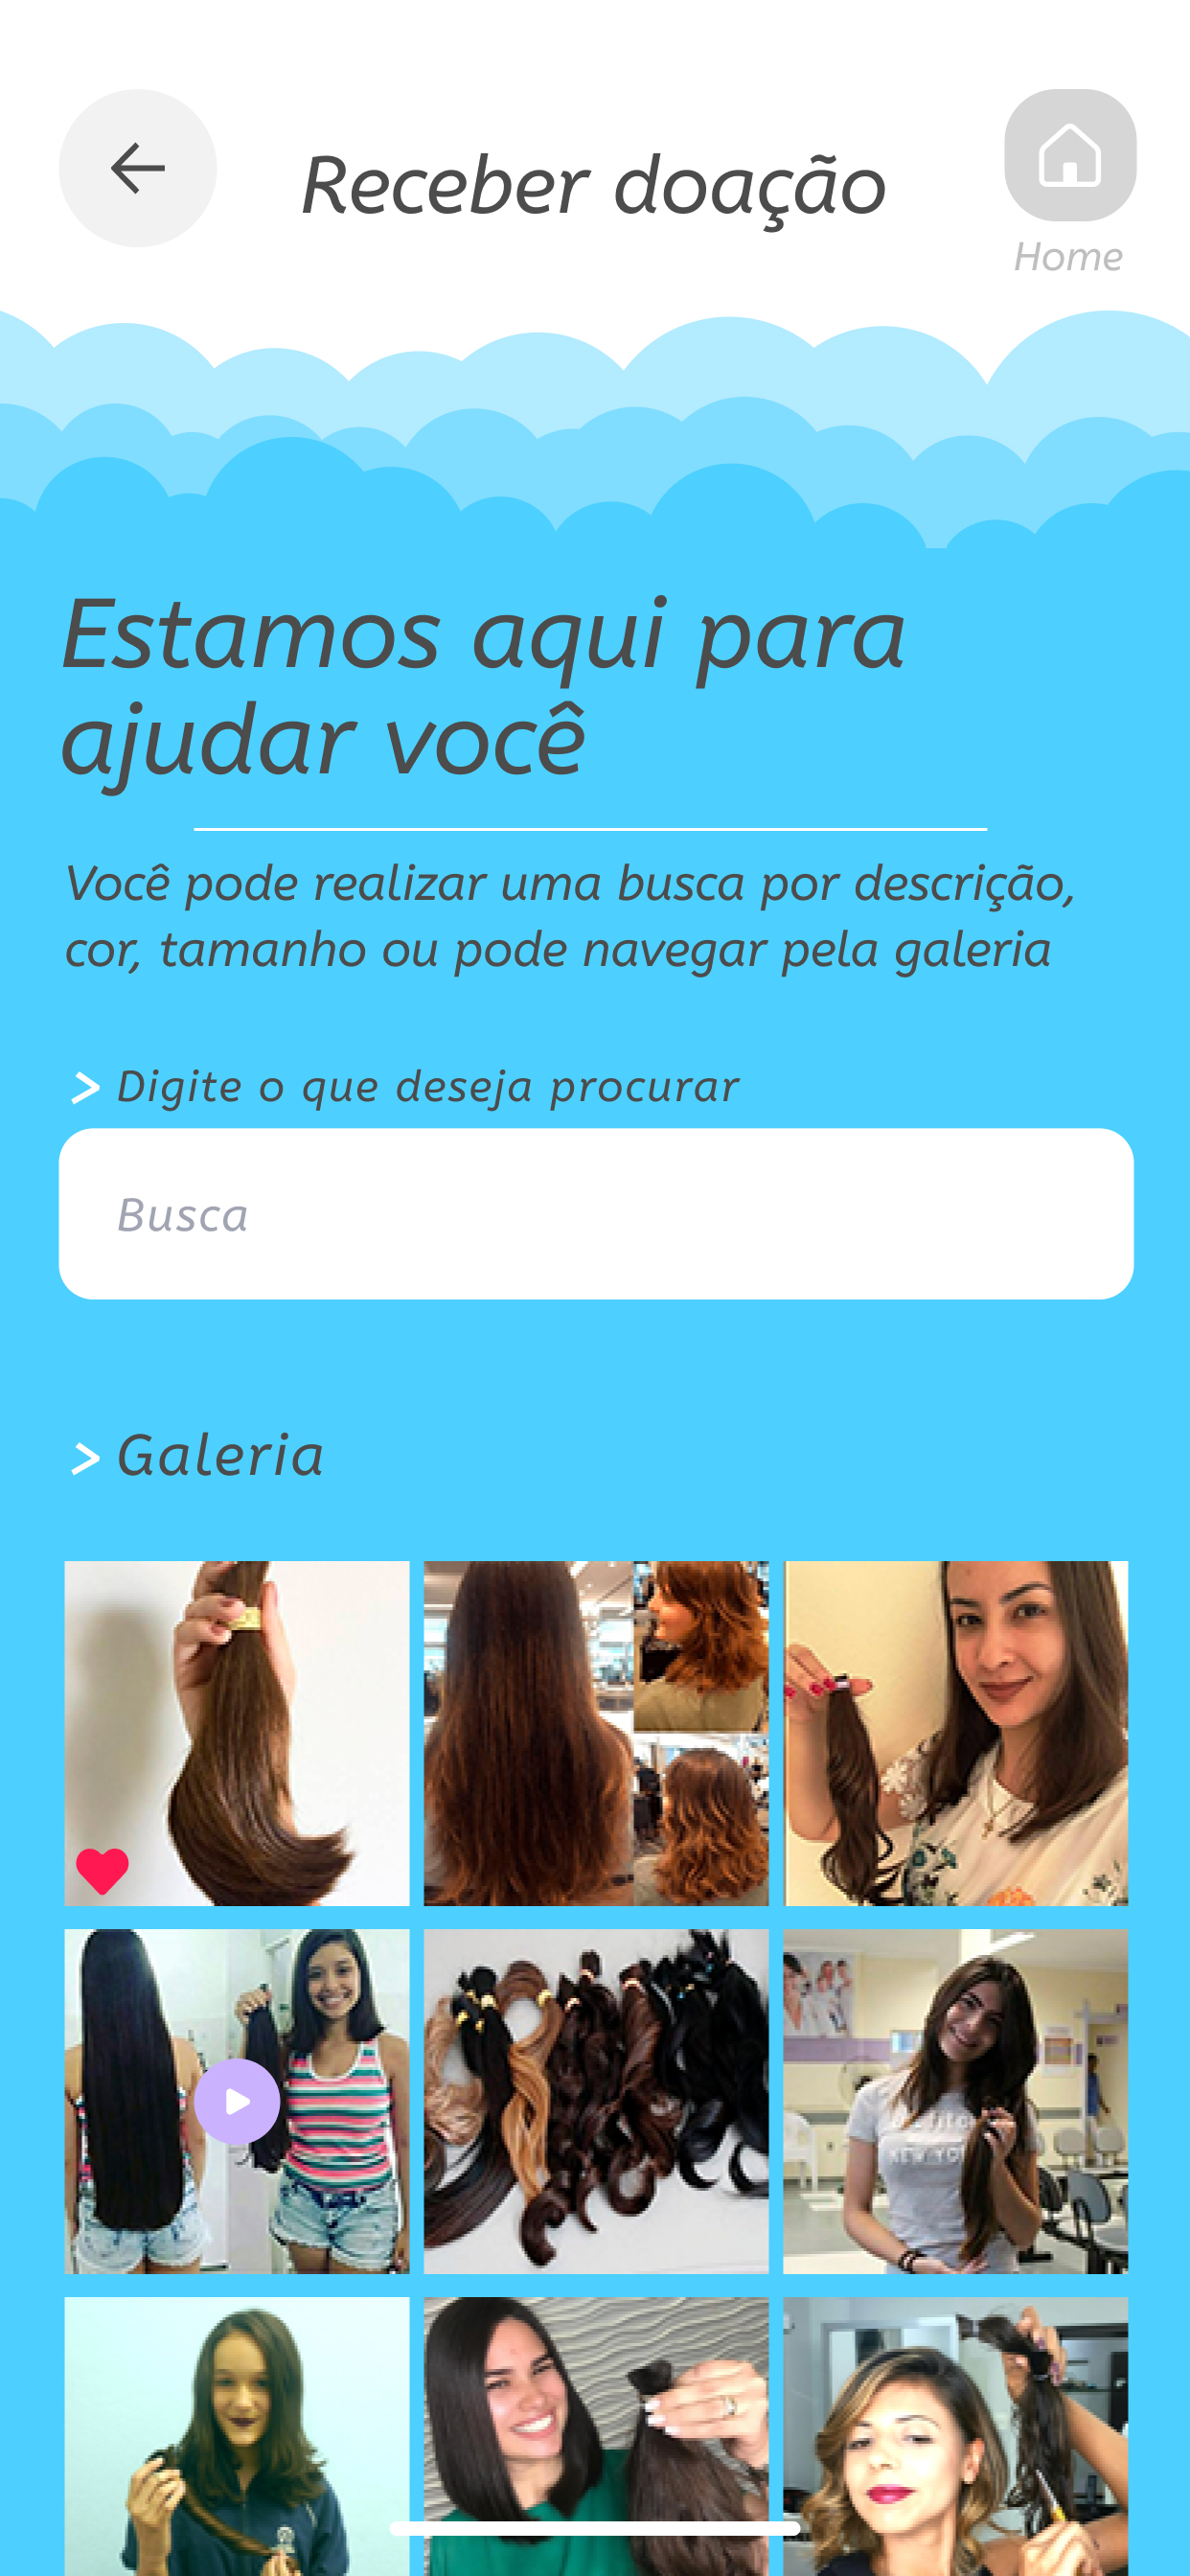 Receber doação
Home
Estamos aqui para
ajudar você
Você pode realizar uma busca por descrição,
cor, tamanho ou pode navegar pela galeria
> Digite o que deseja procurar
Busca
> Galeria